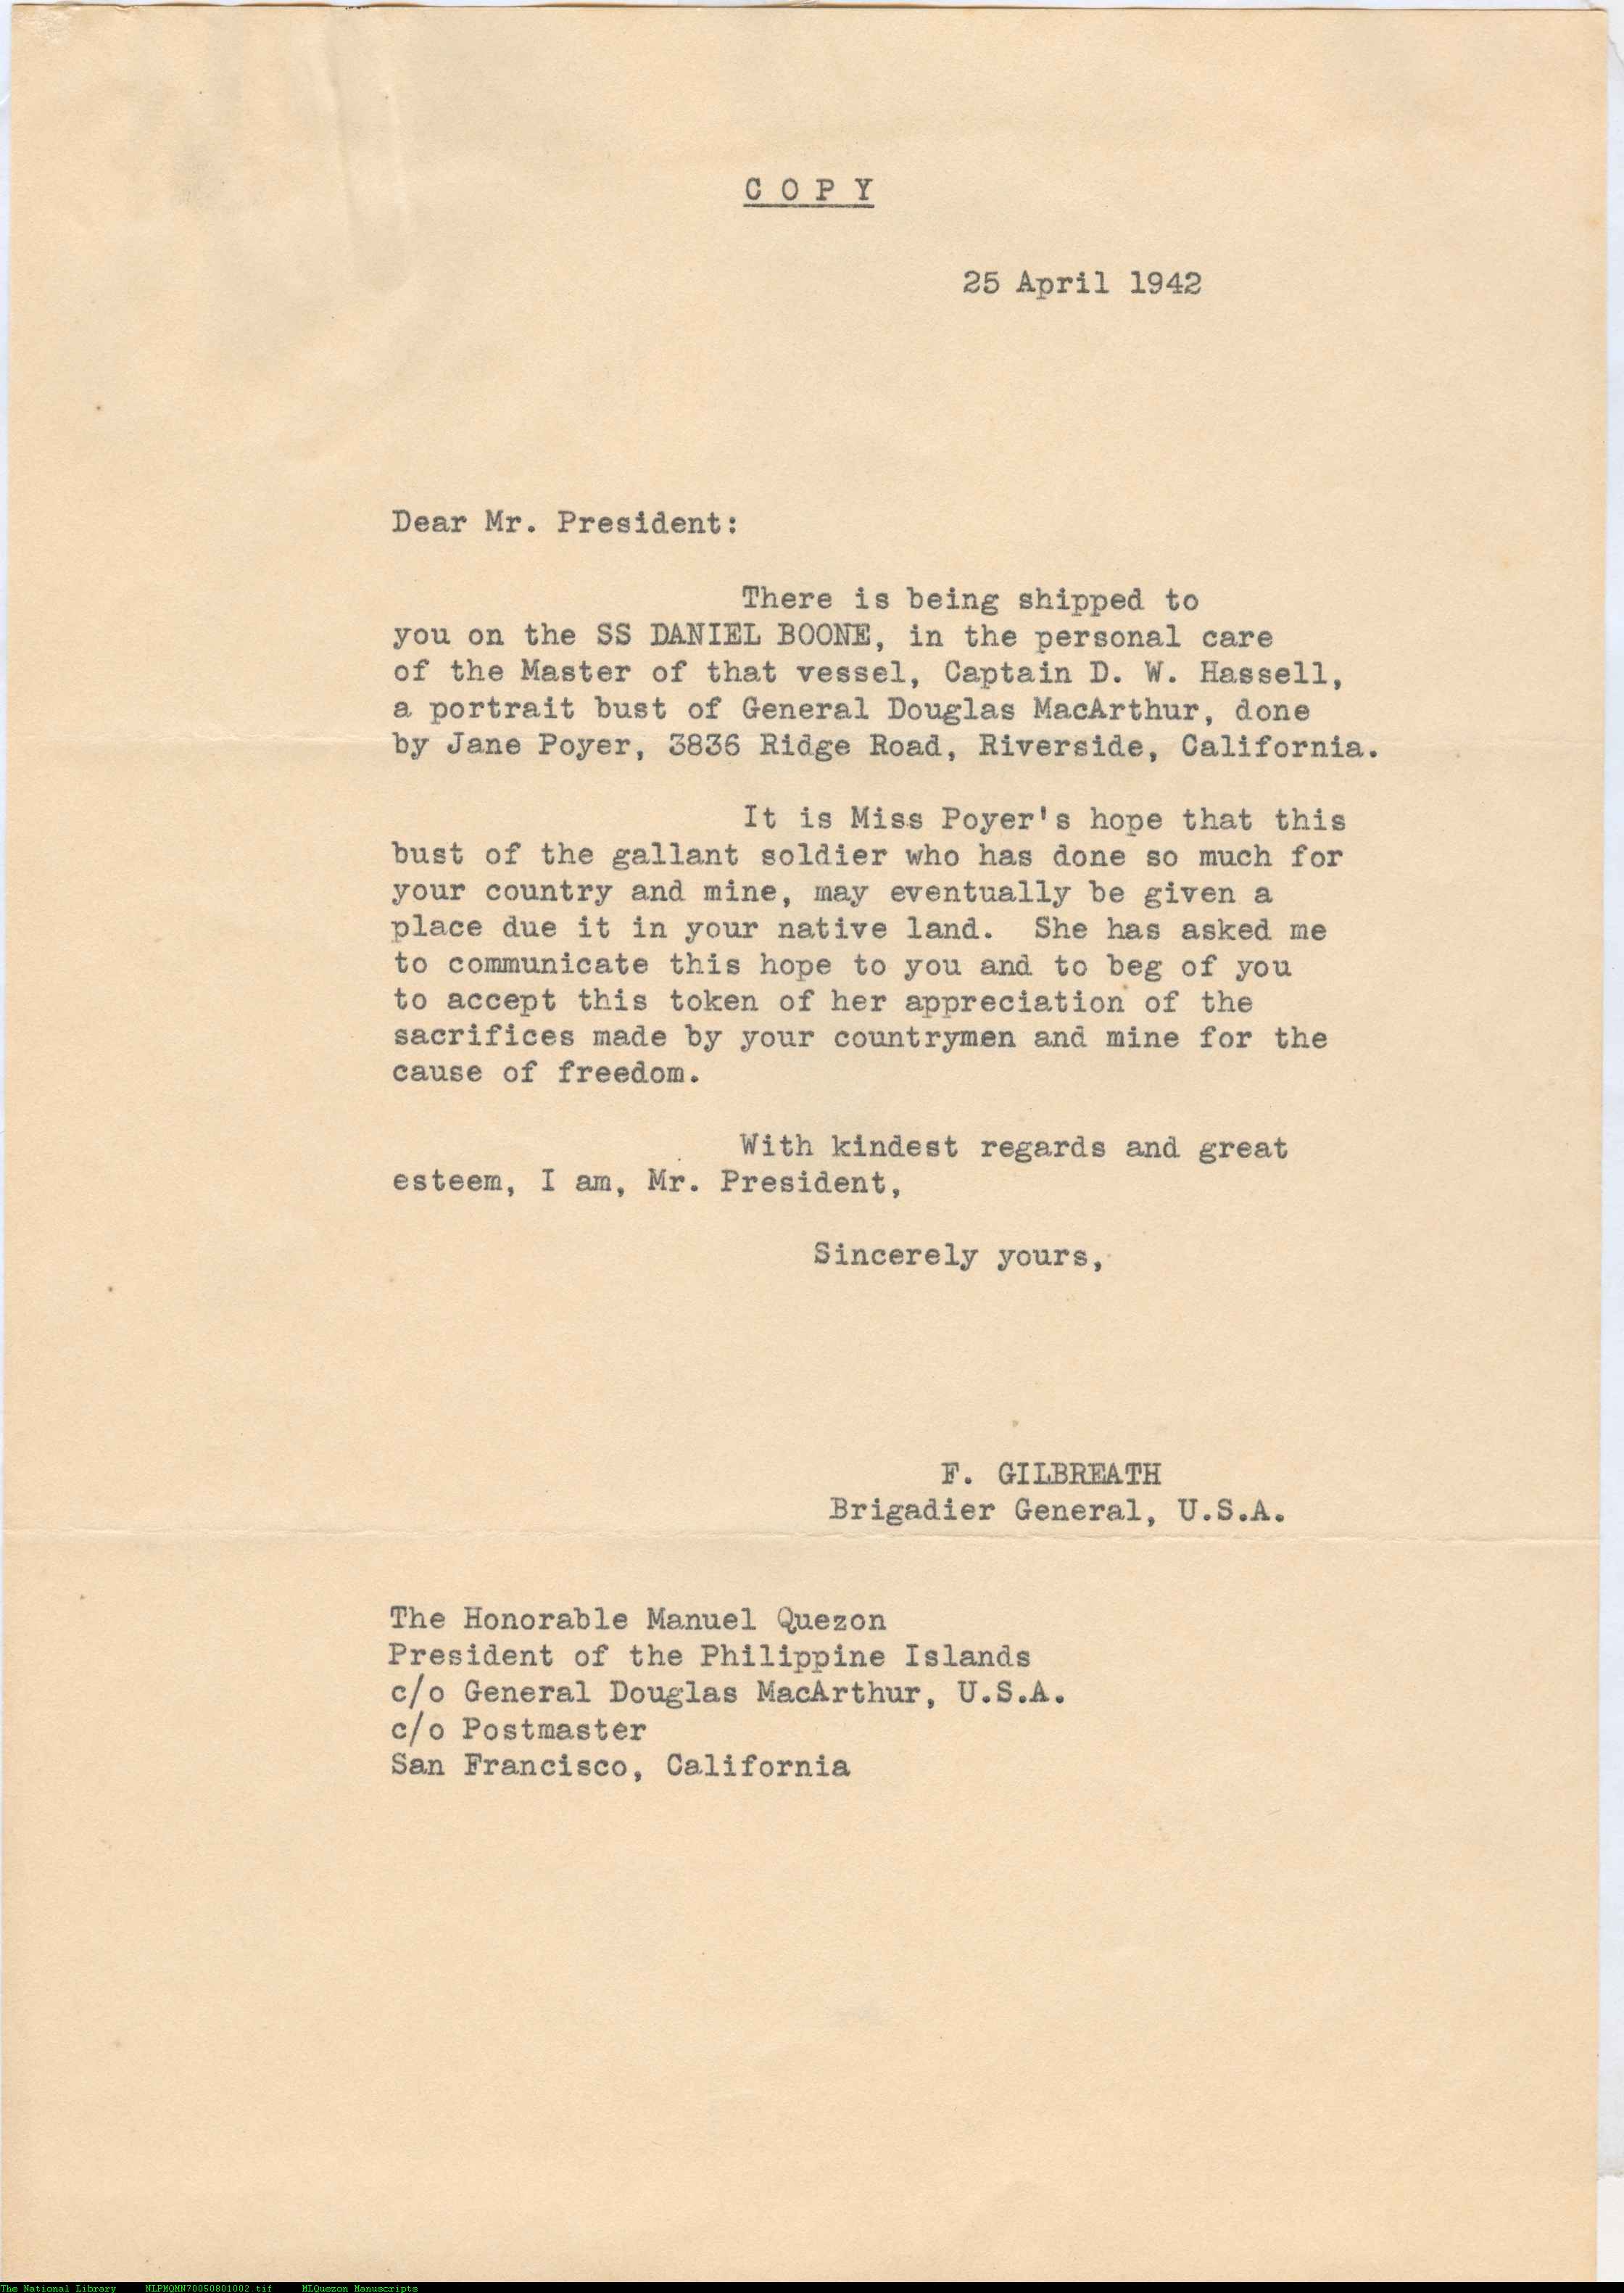 C O P Y
25 April 1942
Dear Mr. President:
There is being shipped to
you on the SS DANIEL BOONE, in the personal care
of the Master of that vessel, Captain D. W. Hassell,
a portrait bust of General Douglas MacArthur, done
by Jane Poyer, 3836 Ridge Road, Riverside, California.
It is Miss Poyer's hope that this
bust of the gallant soldier who has done so much for
your country and mine, may eventually be given a
place due it in your native land. She has asked me
to communicate this hope to you and to beg of you
to accept this token of her appreciation of the
sacrifices made by your countrymen and mine for the
cause of freedom.
With kindest regards and great
esteem, I am, Mr. President,
Sincerely yours,
F. GILBREATH
Brigadier General, U.S.A.
The Honorable Manuel Quezon
President of the Philippine Islands
c/o General Douglas MacArthur, U.S.A.
c/o Postmaster
San Francisco, California
The National Library NLPMQMN70050801002.tif MLQuezon Manuscripts